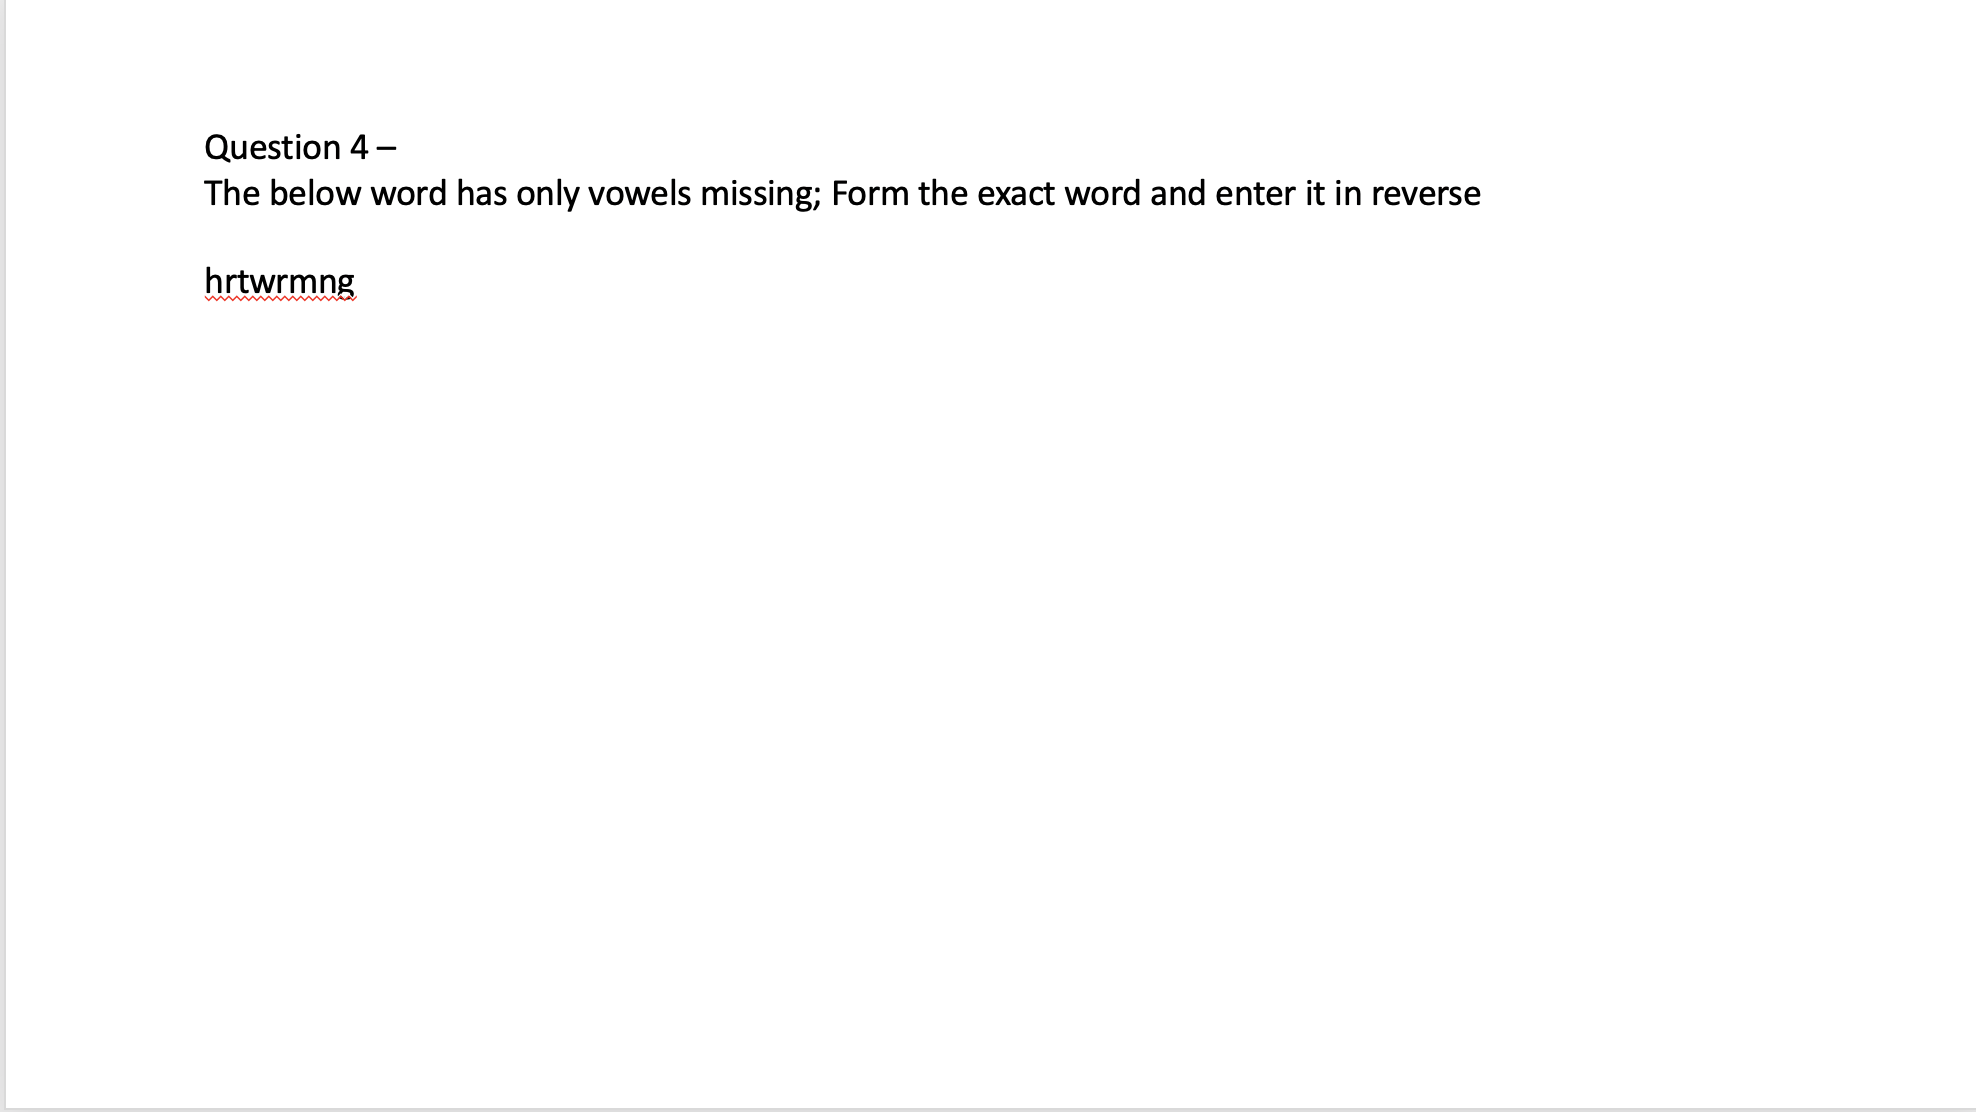 Question 4 –
The below word has only vowels missing; Form the exact word and enter it in reverse
hrtwrmng